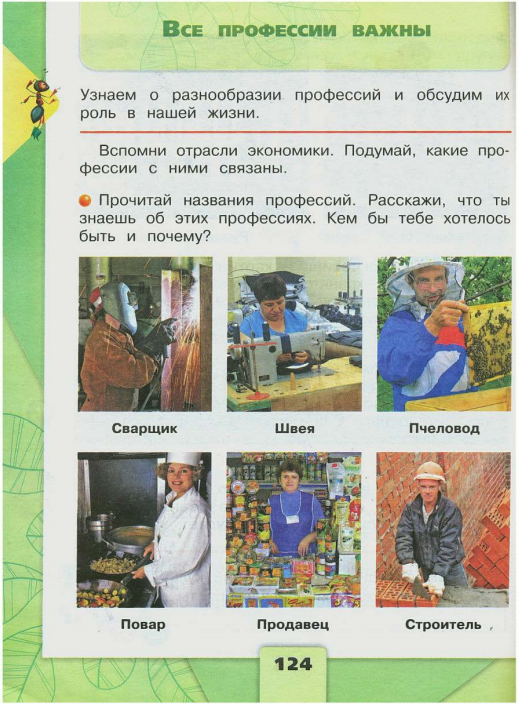 Все профессии важны
Узнаем о разнообразии профессий и обсудим их
роль в нашей жизни.
Вспомни отрасли экономики. Подумай, какие про-
фессии с ними связаны.
Прочитай названия профессий. Расскажи, что ты
знаешь об этих профессиях. Кем бы тебе хотелось
быть и почему?
Сварщик
Швея
Пчеловод
Повар
Продавец
Строитель
124